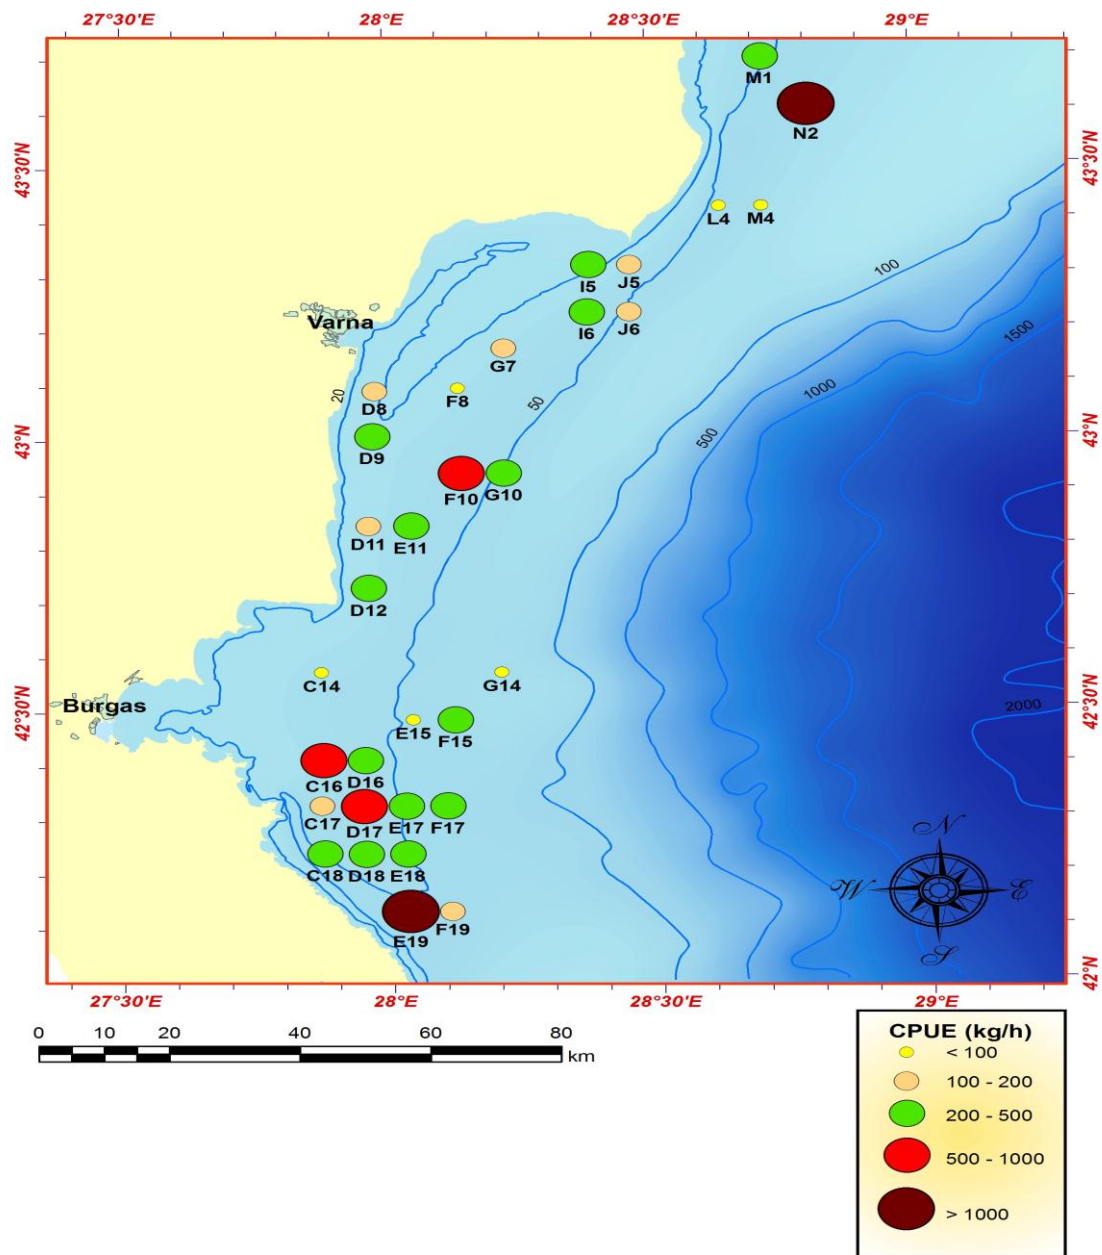 27°30'E 28°E 28°30'E 29°E
M1
N2
43°30'N 43°30'N
L4 M4
100
I5 J5
I6 J6
Varna
1500
G7
1000
20
D8 F8
50
500
43°N 43°N
D9
F10 G10
D11 E11
D12
C14 G14
Burgas
2000
42°30'N 42°30'N
E15 F15
C16 D16
C17 D17 E17 F17
N
W E
S
C18 D18 E18
E19 F19
42°N
27°30'E 28°E 28°30'E 29°E
0 10 20 40 60 80
km
CPUE (kg/h)
< 100
100 - 200
200 - 500
500 - 1000
> 1000